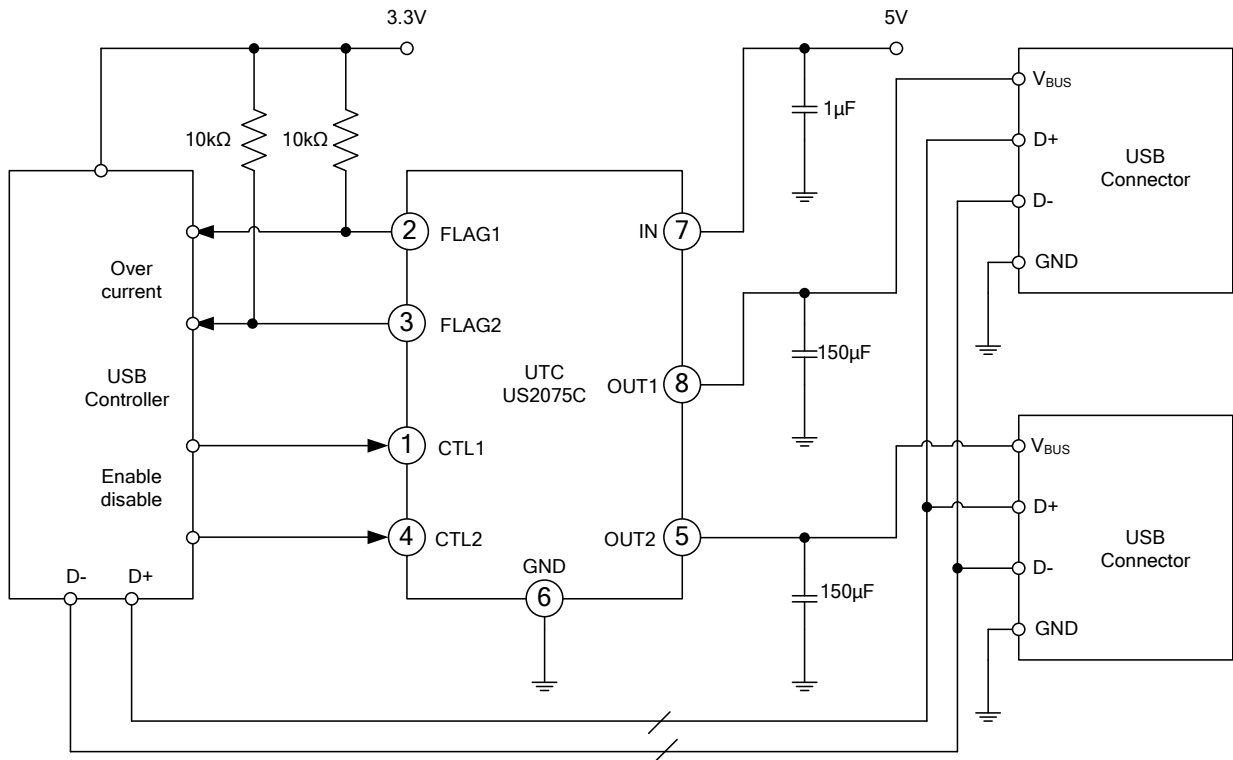 3.3V
5V
10kΩ
10kΩ
1µF
V_BUS
D+
D-
GND
USB
Connector
2
FLAG1
IN
7
Over
current
3
FLAG2
150µF
UTC
US2075C
OUT1
8
USB
Controller
1
CTL1
Enable
disable
4
CTL2
OUT2
5
GND
6
150µF
V_BUS
D+
D-
GND
USB
Connector
D-
D+